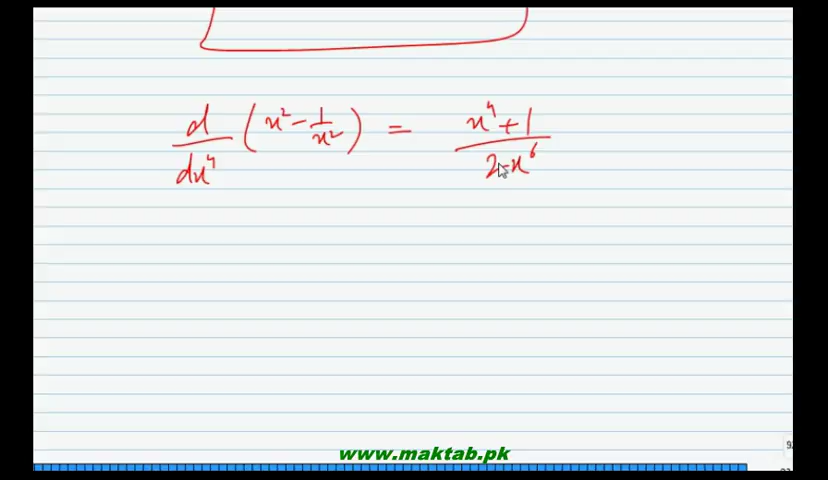 d/dx⁴ (x² - 1/x²) = (x⁴ + 1)/(2x⁶)
www.maktab.pk